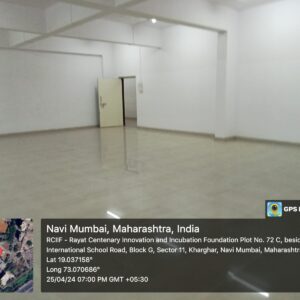 GPS
Navi Mumbai, Maharashtra, India
RCIIF - Rayat Centenary Innovation and Incubation Foundation Plot No. 72 C, besid
International School Road, Block G, Sector 11, Kharghar, Navi Mumbai, Maharashtra
Lat 19.037158°
Long 73.070686°
25/04/24 07:00 PM GMT +05:30